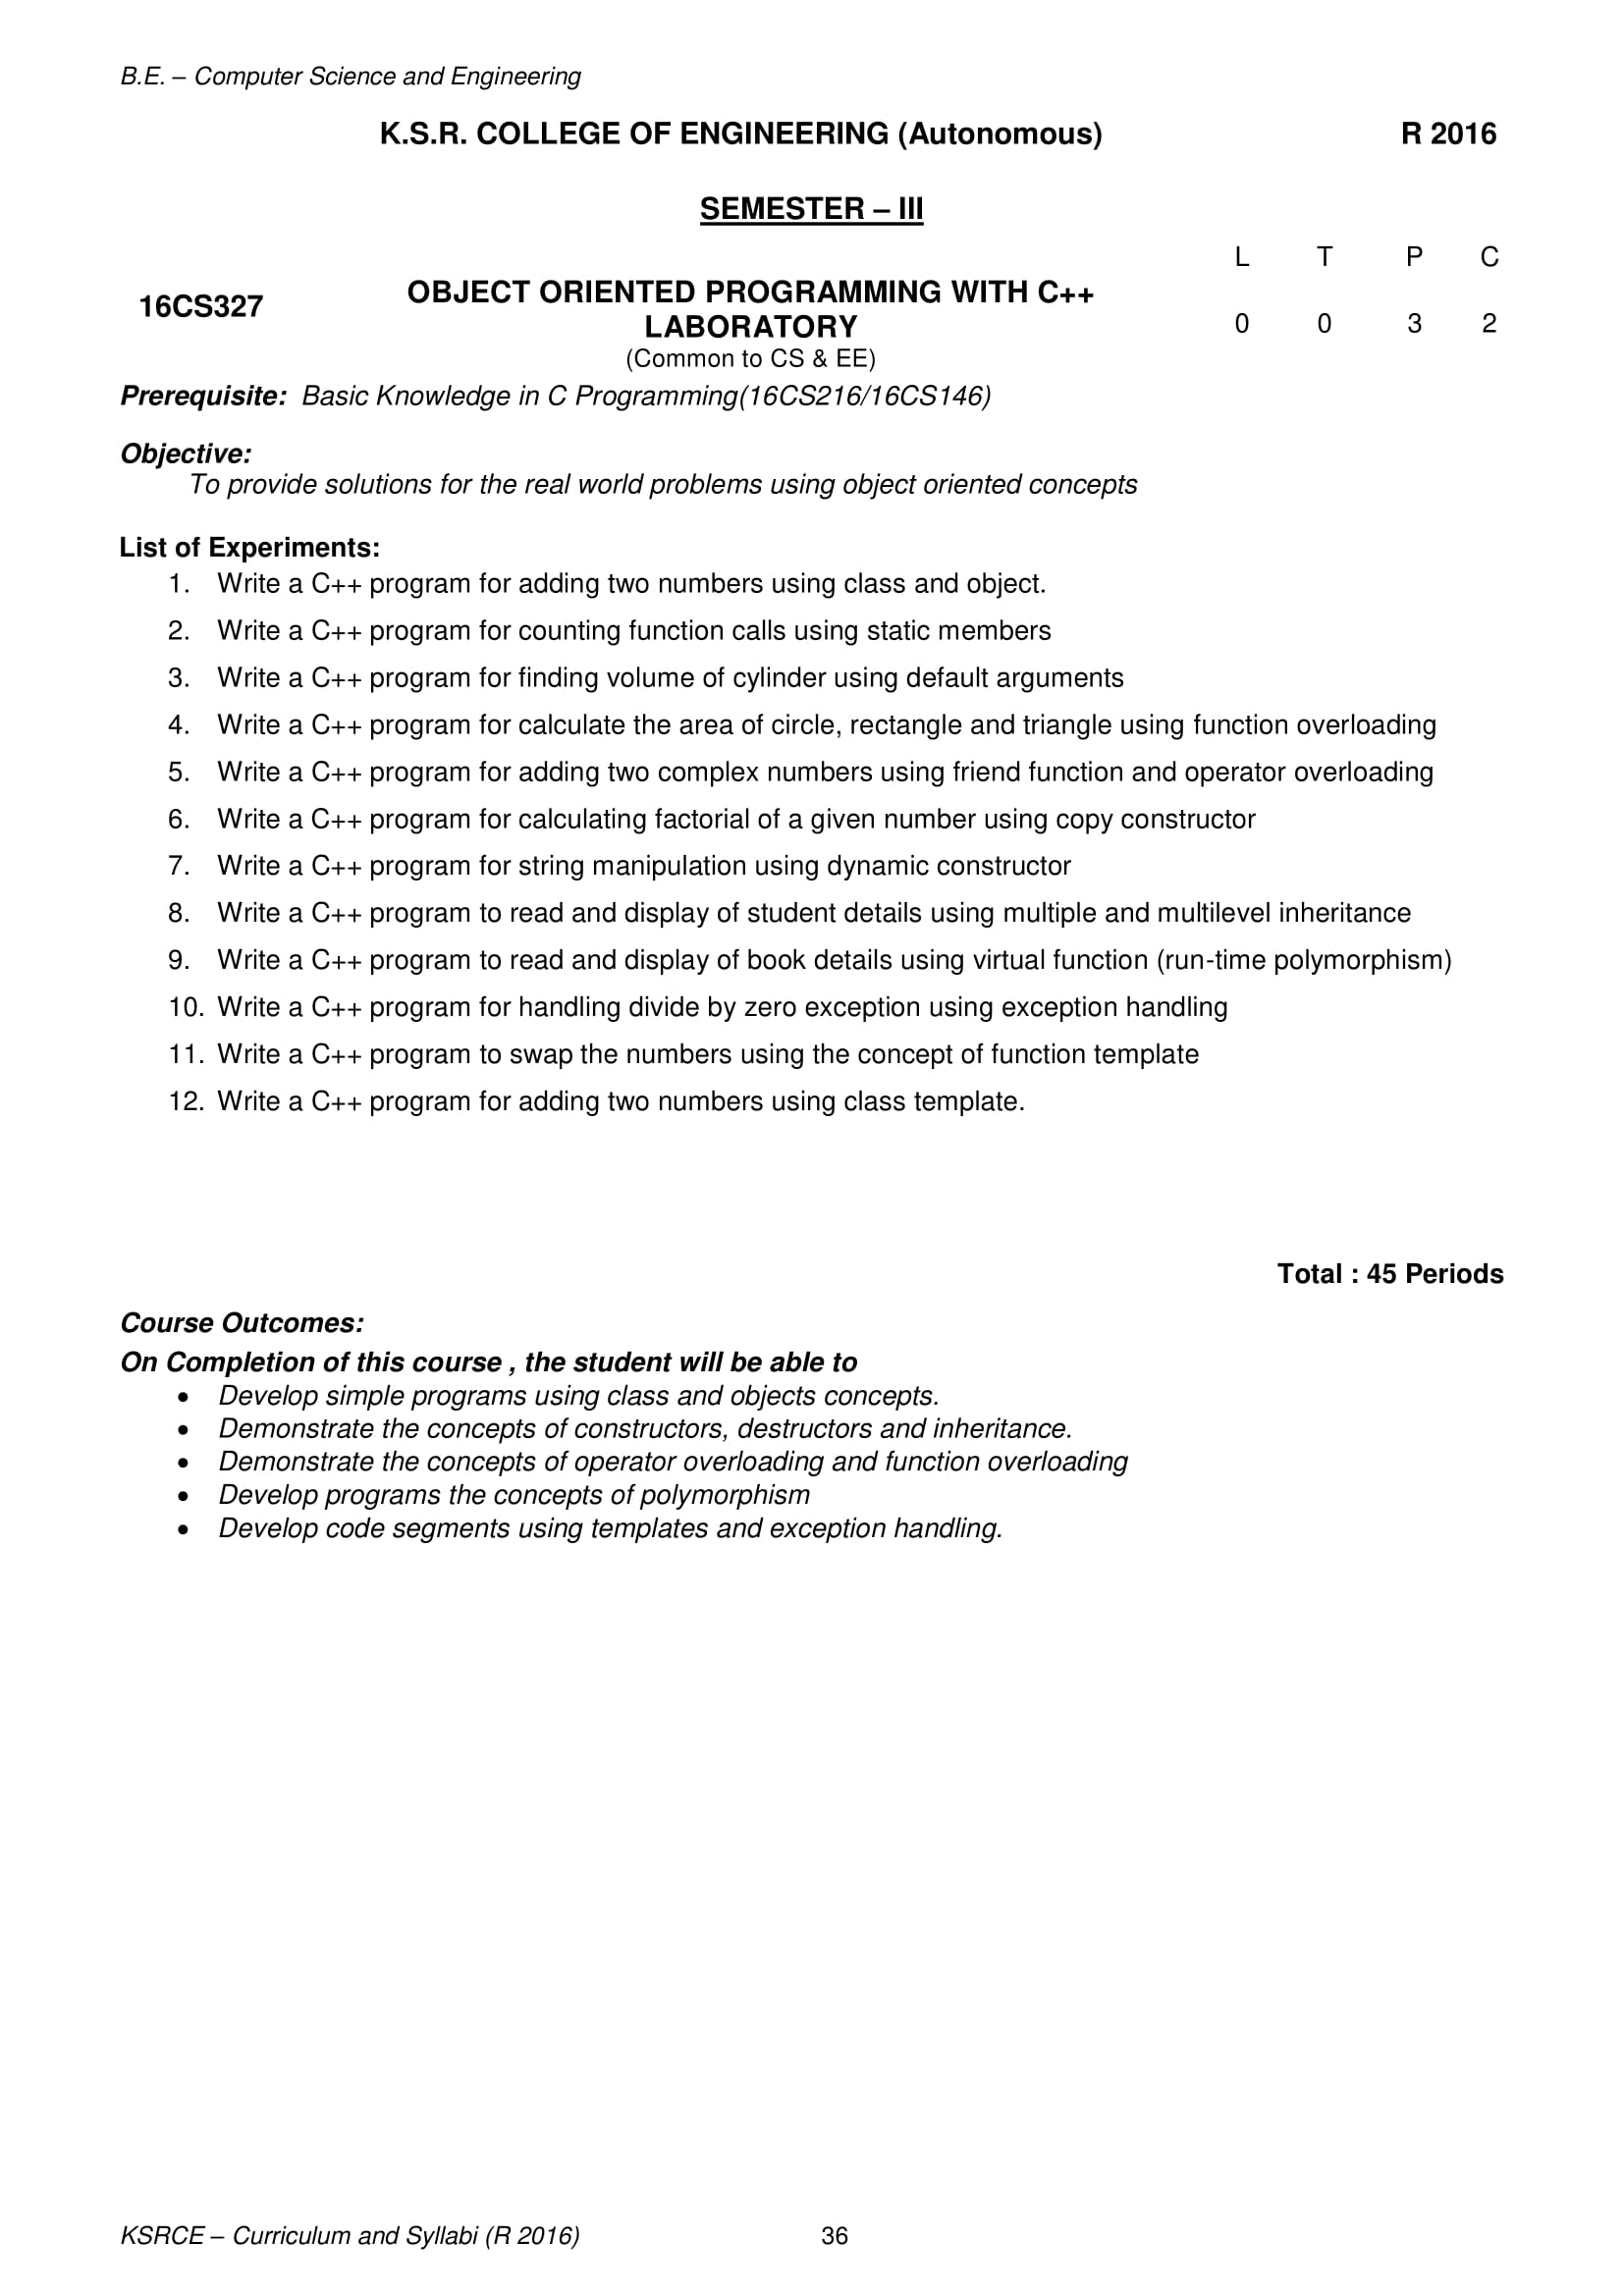 B.E. – Computer Science and Engineering
K.S.R. COLLEGE OF ENGINEERING (Autonomous) R 2016
SEMESTER – III
L T P C
16CS327 OBJECT ORIENTED PROGRAMMING WITH C++
LABORATORY 0 0 3 2
(Common to CS & EE)
Prerequisite: Basic Knowledge in C Programming(16CS216/16CS146)
Objective:
To provide solutions for the real world problems using object oriented concepts
List of Experiments:
1. Write a C++ program for adding two numbers using class and object.
2. Write a C++ program for counting function calls using static members
3. Write a C++ program for finding volume of cylinder using default arguments
4. Write a C++ program for calculate the area of circle, rectangle and triangle using function overloading
5. Write a C++ program for adding two complex numbers using friend function and operator overloading
6. Write a C++ program for calculating factorial of a given number using copy constructor
7. Write a C++ program for string manipulation using dynamic constructor
8. Write a C++ program to read and display of student details using multiple and multilevel inheritance
9. Write a C++ program to read and display of book details using virtual function (run-time polymorphism)
10. Write a C++ program for handling divide by zero exception using exception handling
11. Write a C++ program to swap the numbers using the concept of function template
12. Write a C++ program for adding two numbers using class template.
Total : 45 Periods
Course Outcomes:
On Completion of this course , the student will be able to
• Develop simple programs using class and objects concepts.
• Demonstrate the concepts of constructors, destructors and inheritance.
• Demonstrate the concepts of operator overloading and function overloading
• Develop programs the concepts of polymorphism
• Develop code segments using templates and exception handling.
KSRCE – Curriculum and Syllabi (R 2016) 36